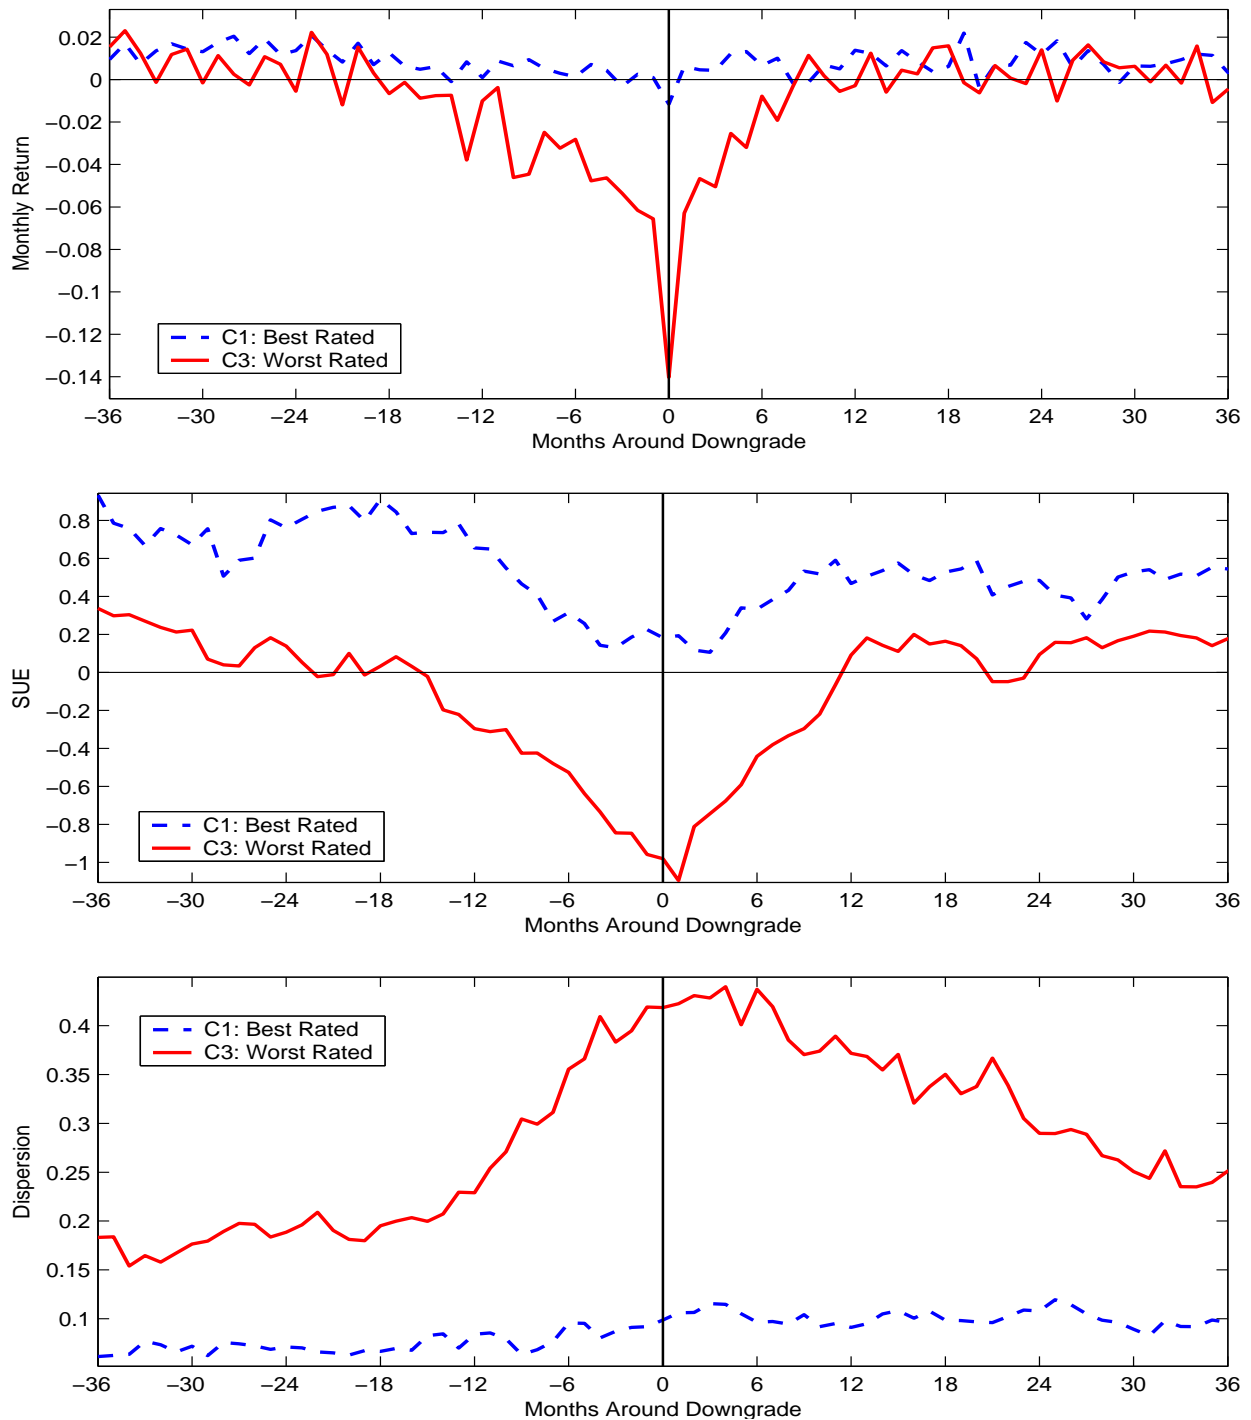 0.02
0
−0.02
−0.04
−0.06
−0.08
−0.1
−0.12
−0.14
Monthly Return
C1: Best Rated
C3: Worst Rated
−36 −30 −24 −18 −12 −6 0 6 12 18 24 30 36
Months Around Downgrade
0.8
0.6
0.4
0.2
0
−0.2
−0.4
−0.6
−0.8
−1
SUE
C1: Best Rated
C3: Worst Rated
−36 −30 −24 −18 −12 −6 0 6 12 18 24 30 36
Months Around Downgrade
0.4
0.35
0.3
0.25
0.2
0.15
0.1
Dispersion
C1: Best Rated
C3: Worst Rated
−36 −30 −24 −18 −12 −6 0 6 12 18 24 30 36
Months Around Downgrade